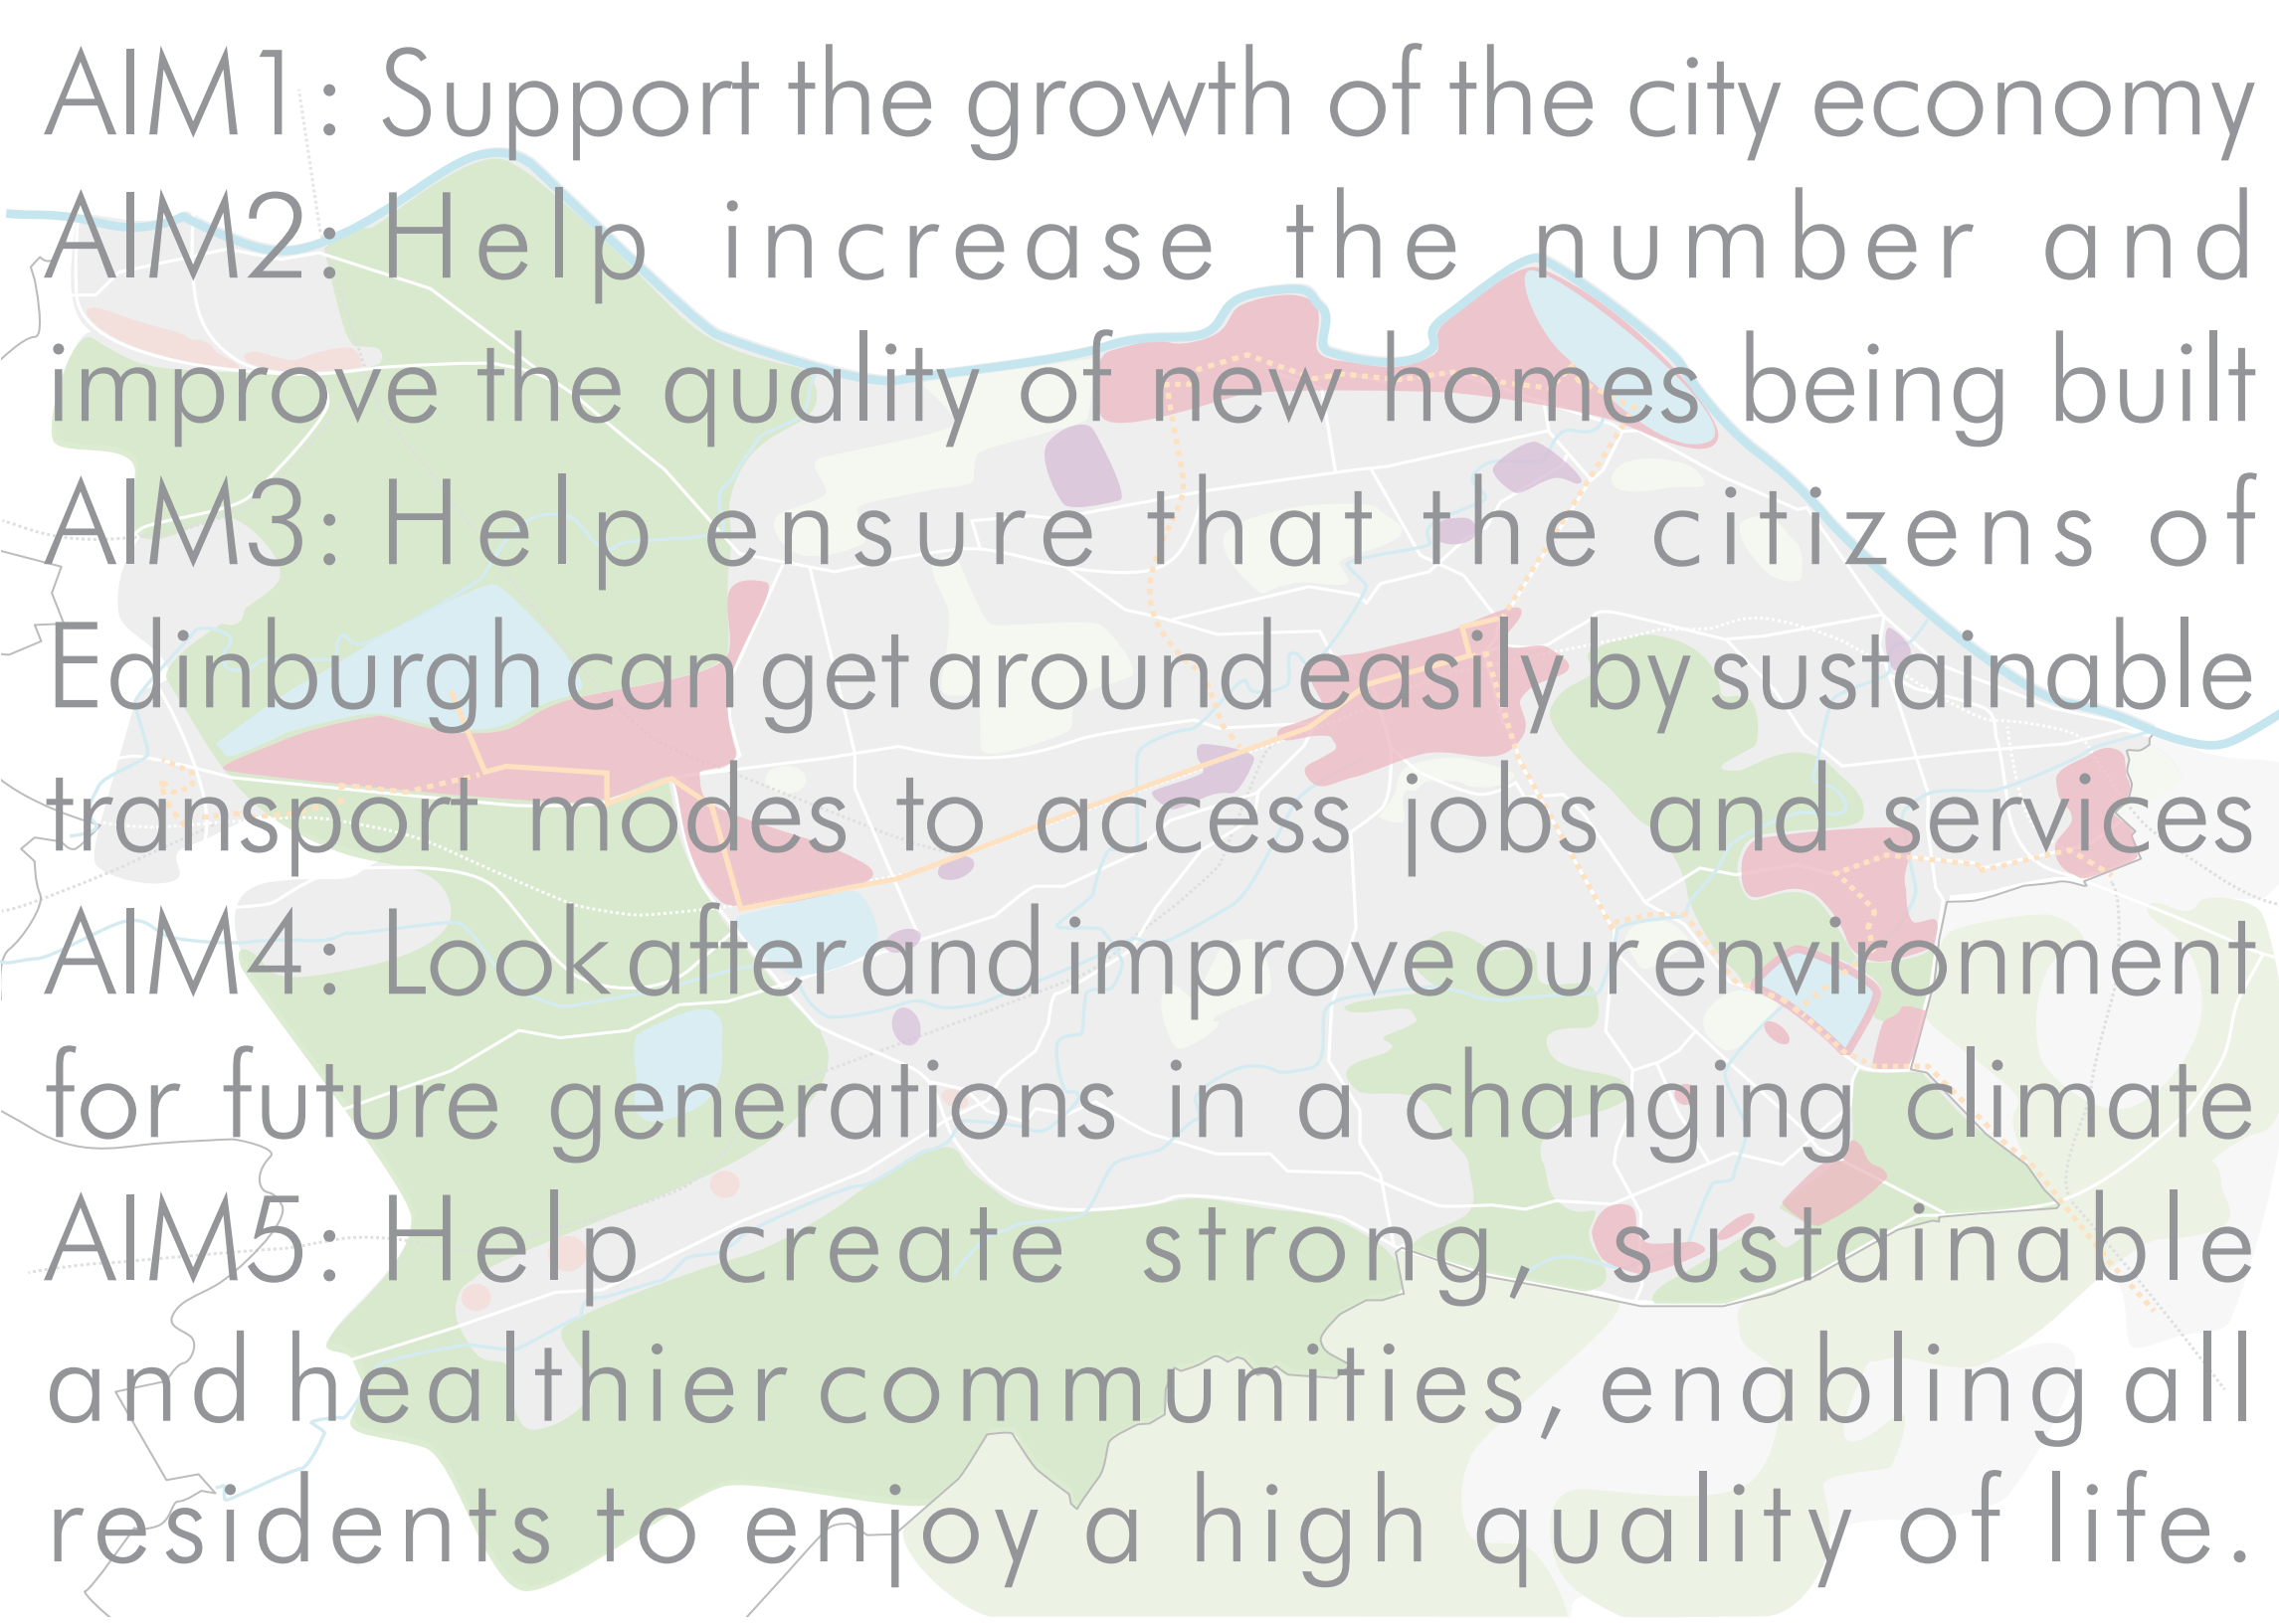 AIM1: Support the growth of the city economy
AIM2: Help increase the number and
improve the quality of new homes being built
AIM3: Help ensure that the citizens of
Edinburgh can get around easily by sustainable
transport modes to access jobs and services
AIM4: Look after and improve our environment
for future generations in a changing climate
AIM5: Help create strong, sustainable
and healthier communities, enabling all
residents to enjoy a high quality of life.